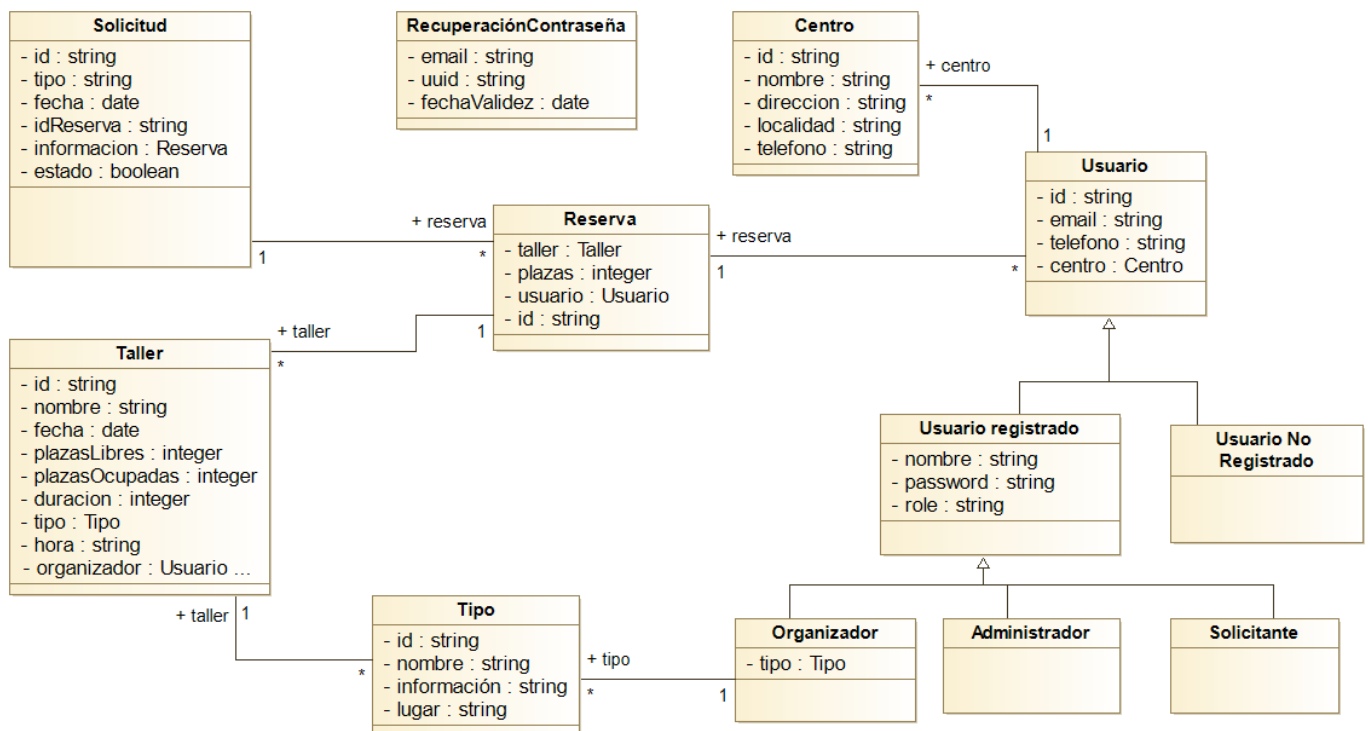 Solicitud
- id : string
- tipo : string
- fecha : date
- idReserva : string
- informacion : Reserva
- estado : boolean
RecuperaciónContraseña
- email : string
- uuid : string
- fechaValidez : date
Centro
- id : string
- nombre : string
- direccion : string
- localidad : string
- telefono : string
+ centro
*
1
Usuario
- id : string
- email : string
- telefono : string
- centro : Centro
+ reserva
1
*
Reserva
- taller : Taller
- plazas : integer
- usuario : Usuario
- id : string
+ reserva
1
*
+ taller
*
1
Taller
- id : string
- nombre : string
- fecha : date
- plazasLibres : integer
- plazasOcupadas : integer
- duracion : integer
- tipo : Tipo
- hora : string
- organizador : Usuario ...
Usuario registrado
- nombre : string
- password : string
- role : string
Usuario No
Registrado
+ taller
1
*
Tipo
- id : string
- nombre : string
- información : string
- lugar : string
+ tipo
*
1
Organizador
- tipo : Tipo
Administrador
Solicitante